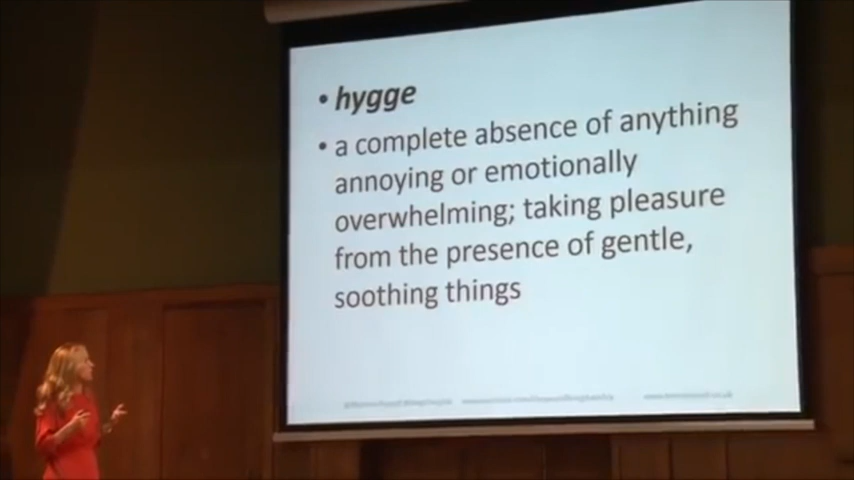 • hygge
• a complete absence of anything
annoying or emotionally
overwhelming; taking pleasure
from the presence of gentle,
soothing things